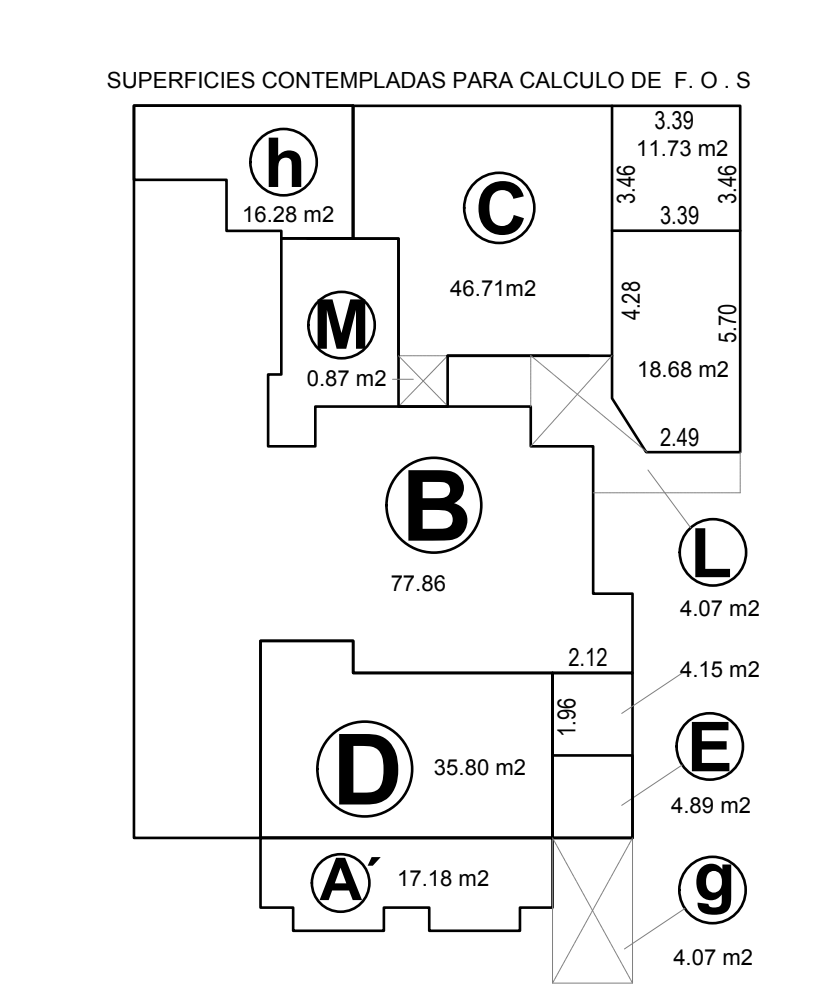 SUPERFICIES CONTEMPLADAS PARA CALCULO DE F. O . S
h
16.28 m2
C
46.71m2
3.39
11.73 m2
3.46
3.46
3.39
M
0.87 m2
4.28
5.70
18.68 m2
2.49
B
77.86
L
4.07 m2
2.12
4.15 m2
1.96
D
35.80 m2
E
4.89 m2
A´
17.18 m2
g
4.07 m2